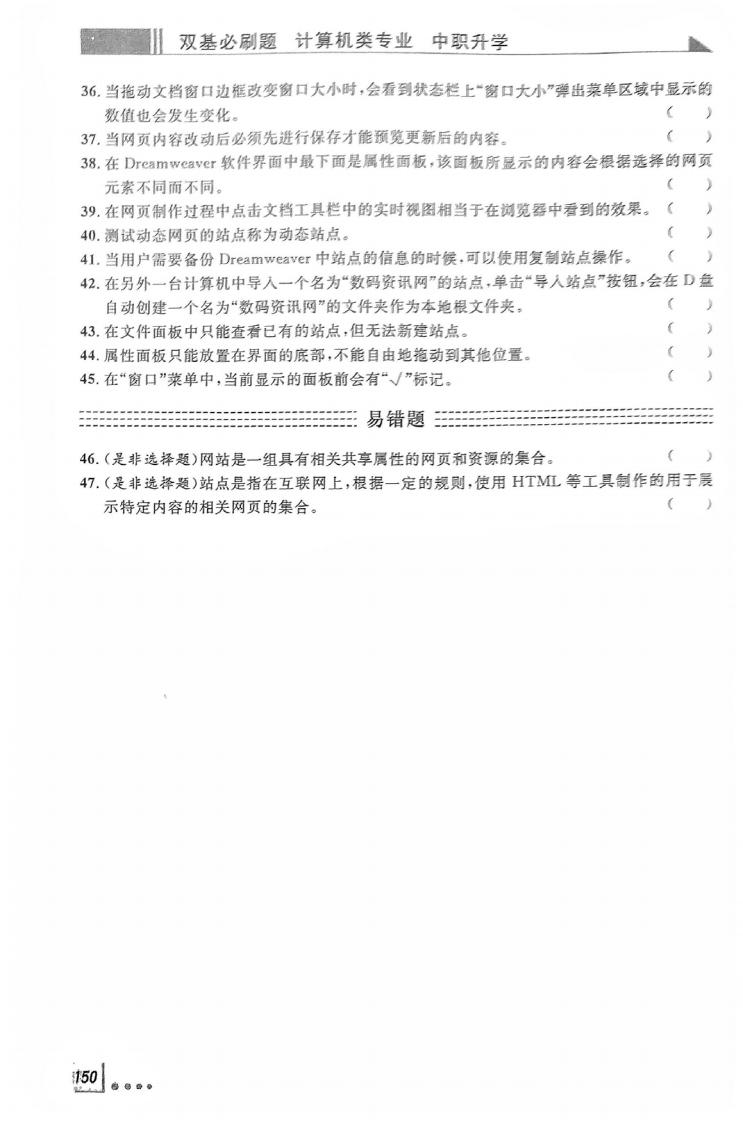 双基必刷题 计算机类专业 中职升学
36. 当拖动文档窗口边框改变窗口大小时,会看到状态栏上“窗口大小”弹出菜单区域中显示的
数值也会发生变化。 ( )
37. 当网页内容改动后必须先进行保存才能预览更新后的内容。 ( )
38. 在 Dreamweaver 软件界面中最下面是属性面板,该面板所显示的内容会根据选择的网页
元素不同而不同。 ( )
39. 在网页制作过程中点击文档工具栏中的实时视图相当于在浏览器中看到的效果。 ( )
40. 测试动态网页的站点称为动态站点。 ( )
41. 当用户需要备份 Dreamweaver 中站点的信息的时候,可以使用复制站点操作。 ( )
42. 在另外一台计算机中导入一个名为“数码资讯网”的站点,单击“导入站点”按钮,会在 D 盘
自动创建一个名为“数码资讯网”的文件夹作为本地根文件夹。 ( )
43. 在文件面板中只能查看已有的站点,但无法新建站点。 ( )
44. 属性面板只能放置在界面的底部,不能自由地拖动到其他位置。 ( )
45. 在“窗口”菜单中,当前显示的面板前会有“√”标记。 ( )
易错题
46. (是非选择题)网站是一组具有相关共享属性的网页和资源的集合。 ( )
47. (是非选择题)站点是指在互联网上,根据一定的规则,使用 HTML 等工具制作的用于展
示特定内容的相关网页的集合。 ( )
150